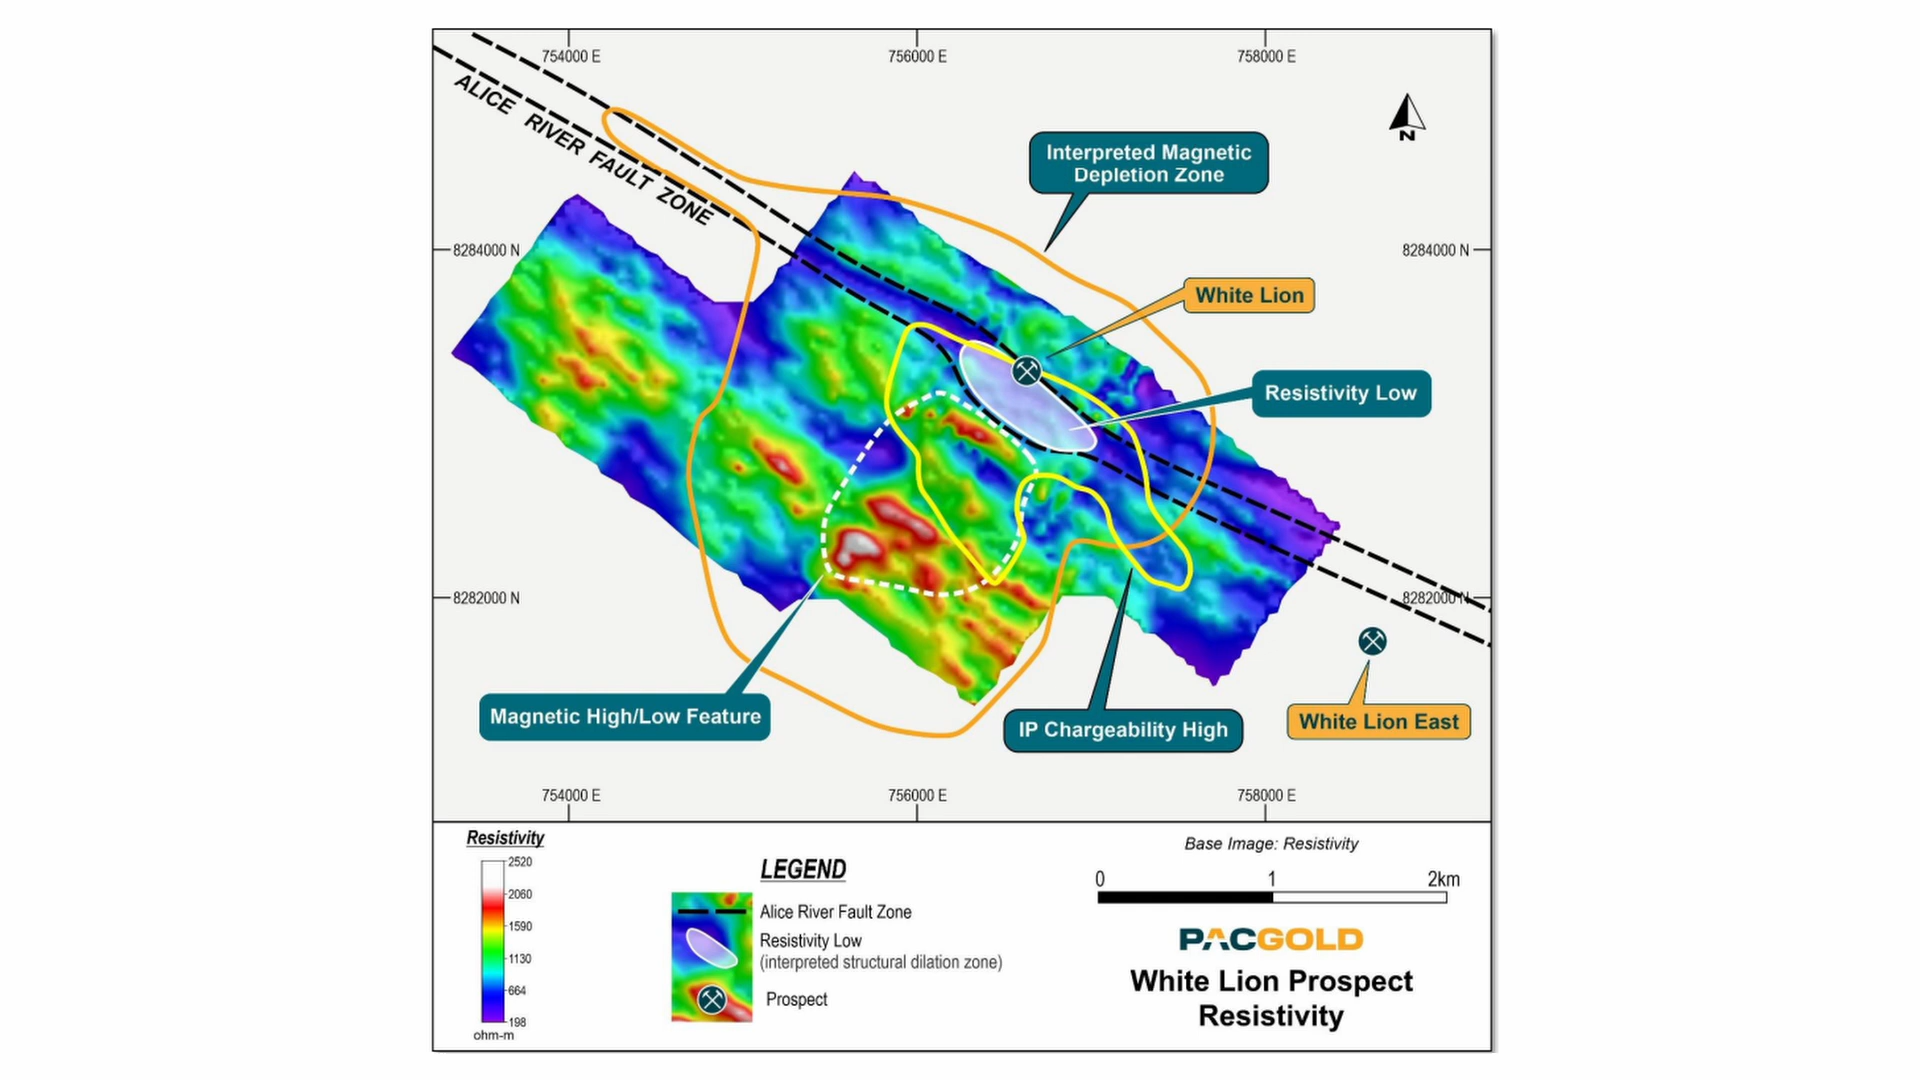 754000 E
756000 E
758000 E
ALICE RIVER FAULT ZONE
N
Interpreted Magnetic
Depletion Zone
8284000 N
8284000 N
White Lion
Resistivity Low
8282000 N
8282000 N
Magnetic High/Low Feature
IP Chargeability High
White Lion East
754000 E
756000 E
758000 E
Resistivity
2520
2060
1590
1130
664
198
ohm-m
LEGEND
Alice River Fault Zone
Resistivity Low
(interpreted structural dilation zone)
Prospect
Base Image: Resistivity
0 1 2km
PACGOLD
White Lion Prospect
Resistivity